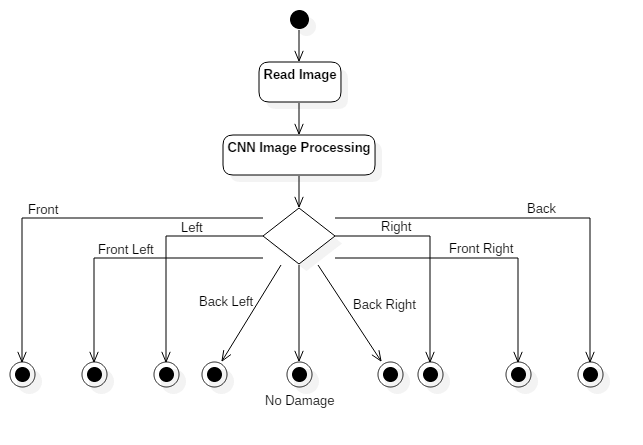 Read Image
CNN Image Processing
Front
Back
Left
Right
Front Left
Front Right
Back Left
Back Right
No Damage